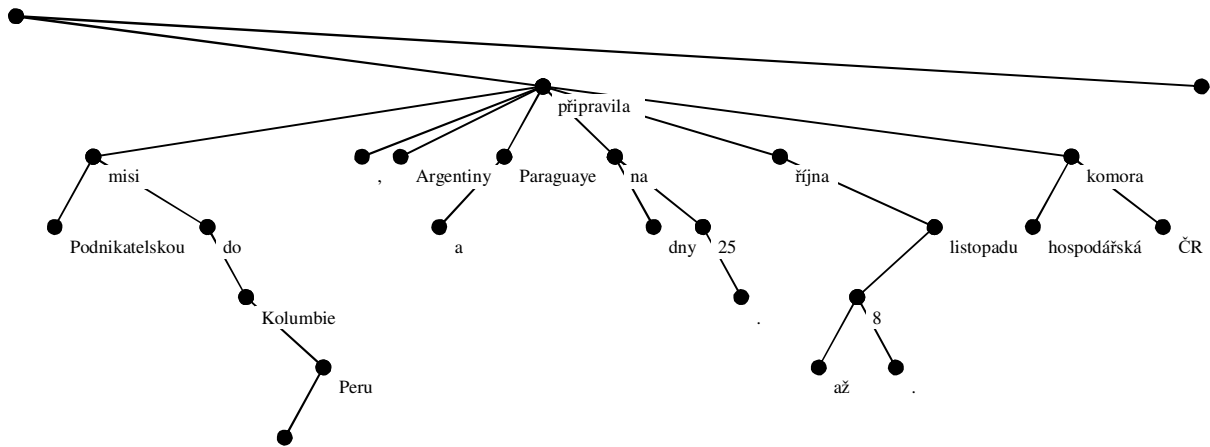 připravila
misi , Argentiny Paraguaye na října komora
Podnikatelskou do a dny 25 listopadu hospodářská ČR
Kolumbie . 8
Peru až .